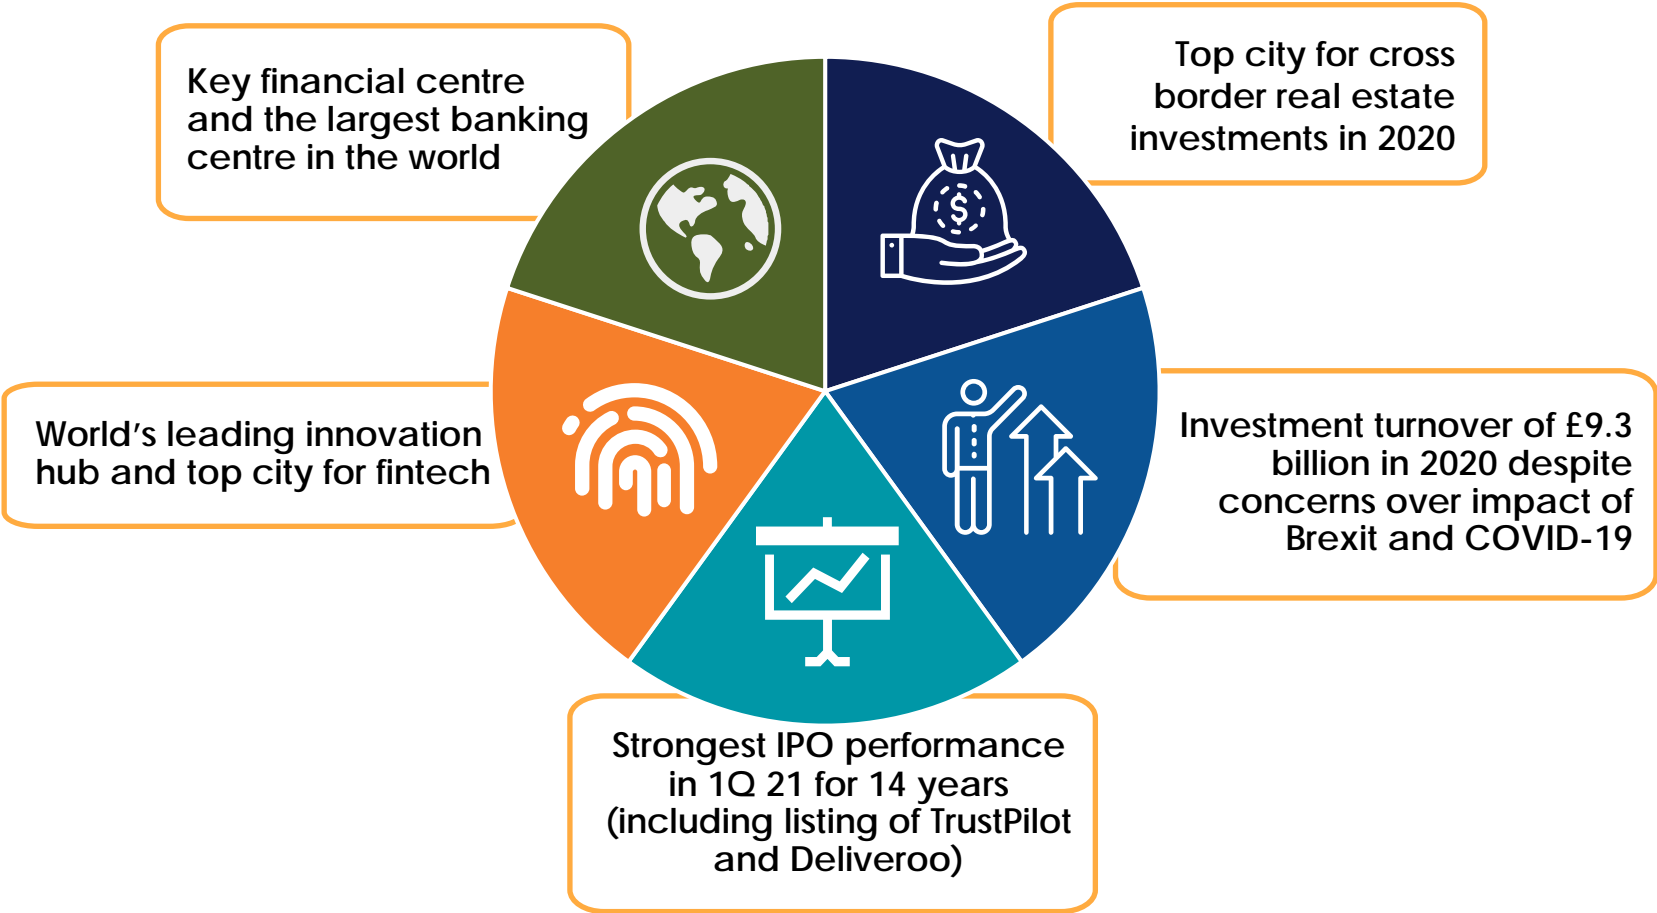 Key financial centre
and the largest banking
centre in the world
Top city for cross
border real estate
investments in 2020
World's leading innovation
hub and top city for fintech
Investment turnover of £9.3
billion in 2020 despite
concerns over impact of
Brexit and COVID-19
Strongest IPO performance
in 1Q 21 for 14 years
(including listing of TrustPilot
and Deliveroo)
$